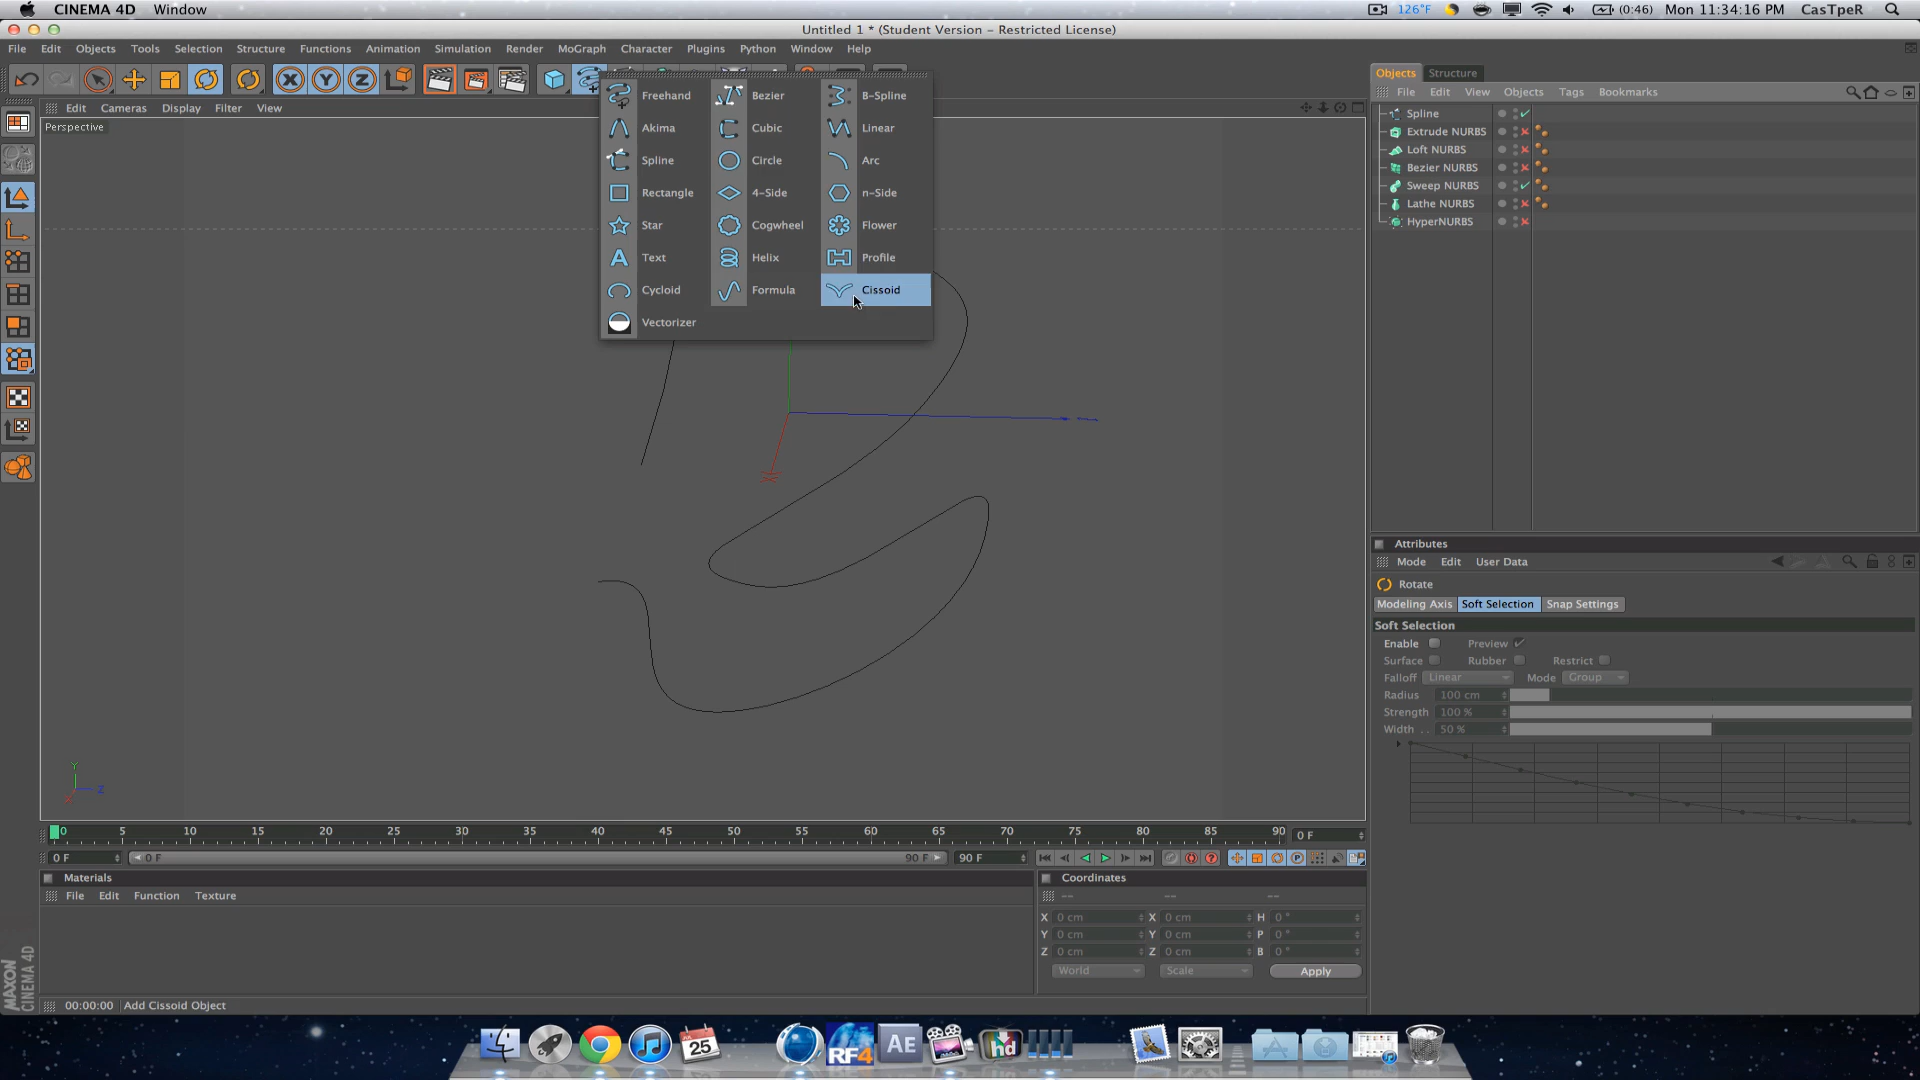 CINEMA 4D Window 126°F (0:46) Mon 11:34:16 PM CasTpeR
Untitled 1 * (Student Version – Restricted License)
File Edit Objects Tools Selection Structure Functions Animation Simulation Render MoGraph Character Plugins Python Window Help
X Y Z
Objects Structure
File Edit View Objects Tags Bookmarks
Edit Cameras Display Filter View
Perspective
Freehand Bezier B-Spline
Akima Cubic Linear
Spline Circle Arc
Rectangle 4-Side n-Side
Star Cogwheel Flower
Text Helix Profile
Cycloid Formula Cissoid
Vectorizer
Spline
Extrude NURBS
Loft NURBS
Bezier NURBS
Sweep NURBS
Lathe NURBS
HyperNURBS
Y
Z
X
Attributes
Mode Edit User Data
Rotate
Modeling Axis Soft Selection Snap Settings
Soft Selection
Enable Preview
Surface Rubber Restrict
Falloff Linear Mode Group
Radius 100 cm
Strength 100 %
Width . . 50 %
0 5 10 15 20 25 30 35 40 45 50 55 60 65 70 75 80 85 90 0 F
0 F 0 F 90 F 90 F
Materials
File Edit Function Texture
Coordinates
-- -- --
X 0 cm X 0 cm H 0 °
Y 0 cm Y 0 cm P 0 °
Z 0 cm Z 0 cm B 0 °
World Scale Apply
MAXON
CINEMA 4D
00:00:00 Add Cissoid Object
25 RF4 AE hd